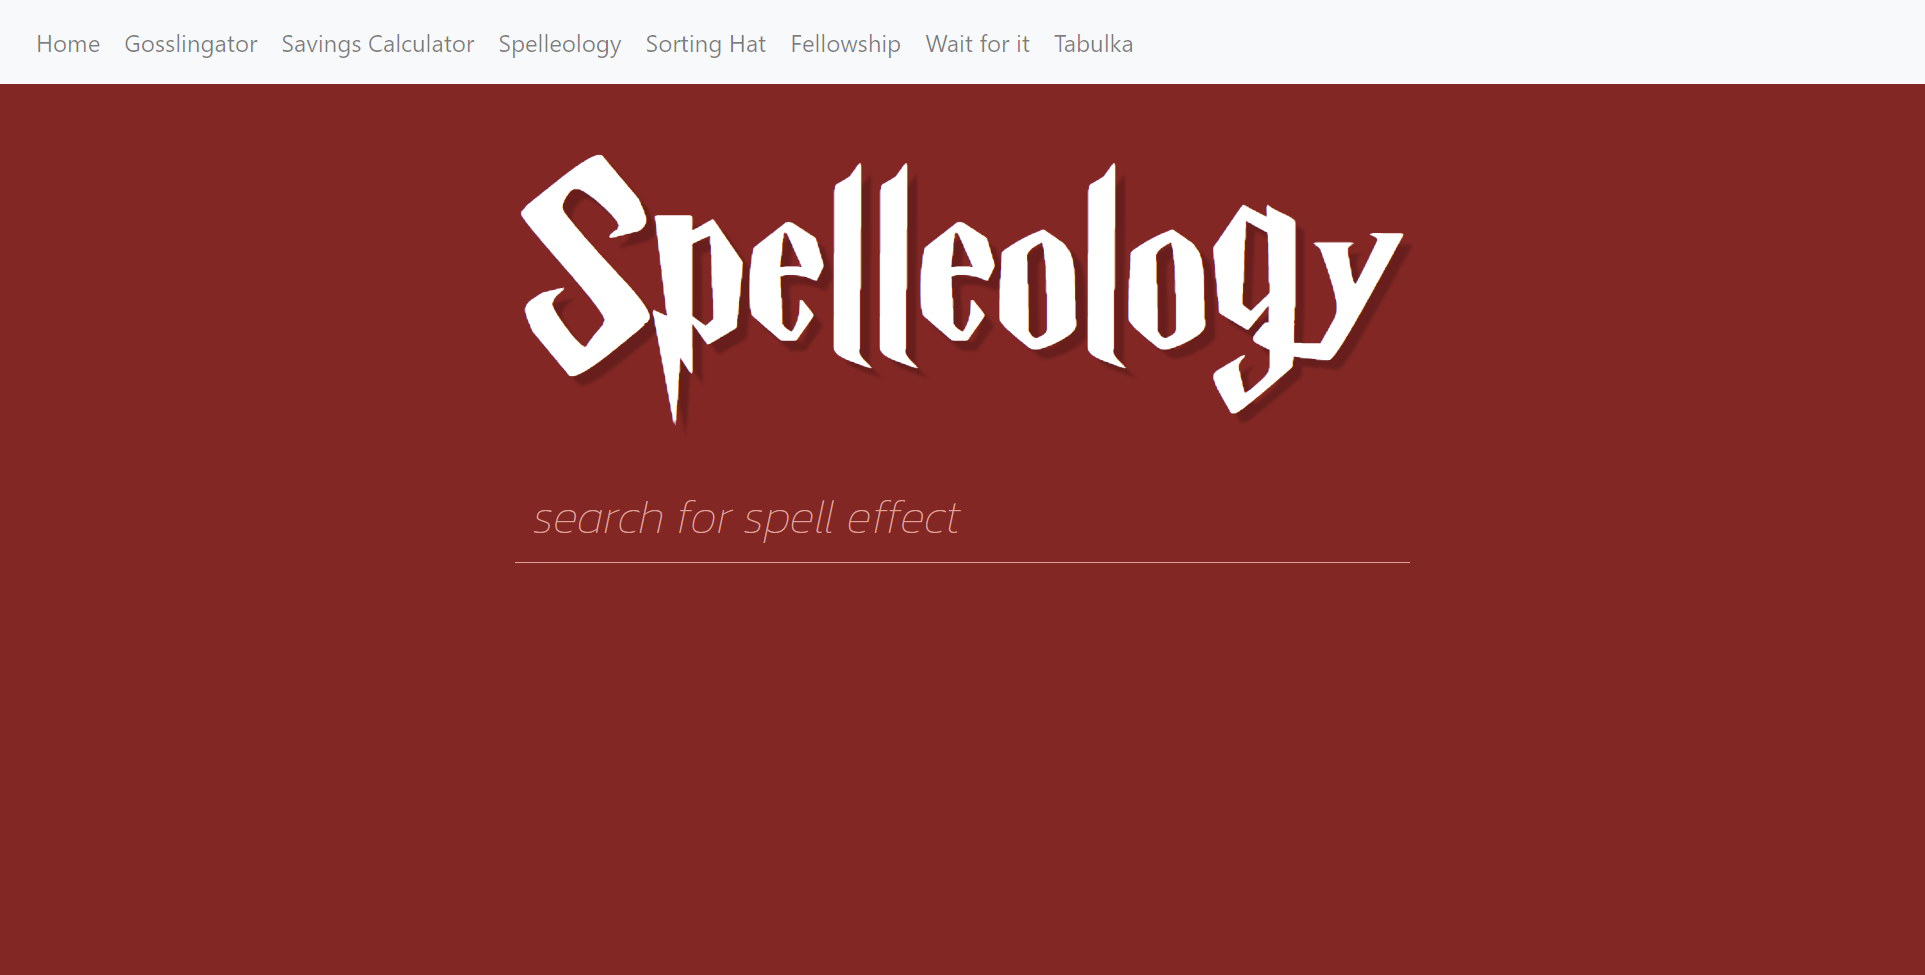 Home Gosslingator Savings Calculator Spelleology Sorting Hat Fellowship Wait for it Tabulka
Spelleology
search for spell effect